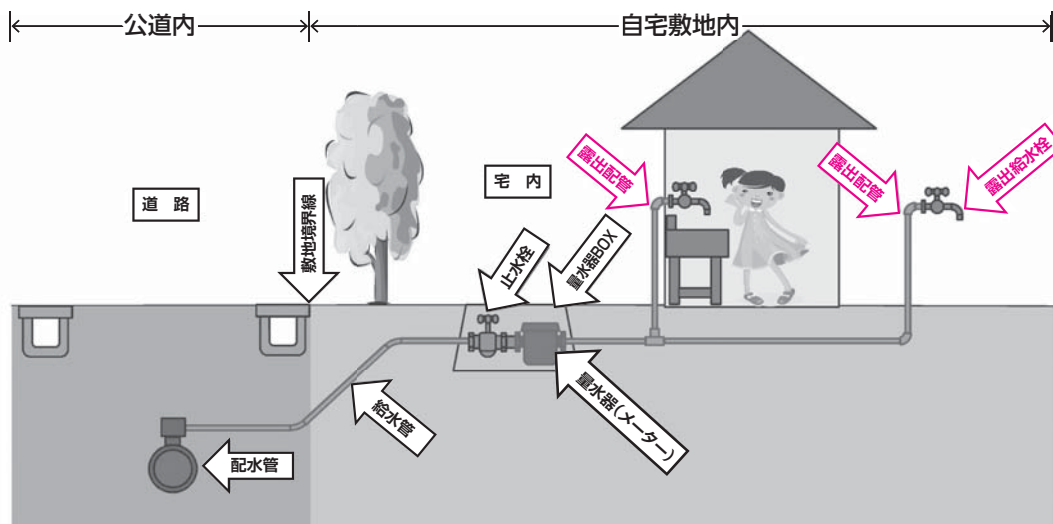 公道内
自宅敷地内
道 路
敷地境界線
宅 内
露出配管
露出配管
露出給水栓
止水栓
量水器BOX
給水管
量水器(メーター)
配水管